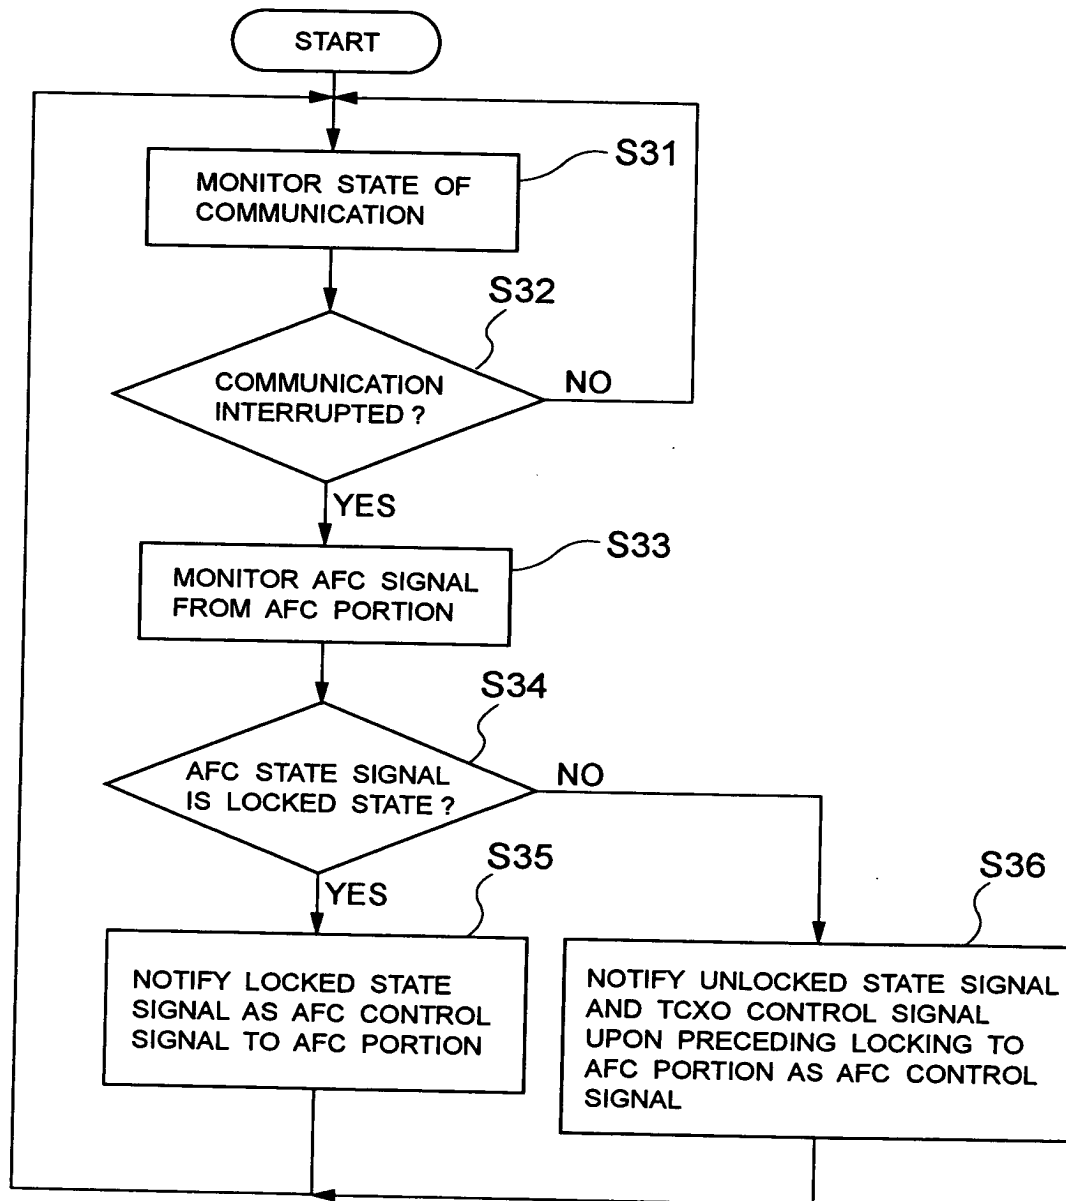 START
S31
MONITOR STATE OF
COMMUNICATION
S32
COMMUNICATION
INTERRUPTED ?
NO
YES
S33
MONITOR AFC SIGNAL
FROM AFC PORTION
S34
AFC STATE SIGNAL
IS LOCKED STATE ?
NO
YES
S35
NOTIFY LOCKED STATE
SIGNAL AS AFC CONTROL
SIGNAL TO AFC PORTION
S36
NOTIFY UNLOCKED STATE SIGNAL
AND TCXO CONTROL SIGNAL
UPON PRECEDING LOCKING TO
AFC PORTION AS AFC CONTROL
SIGNAL